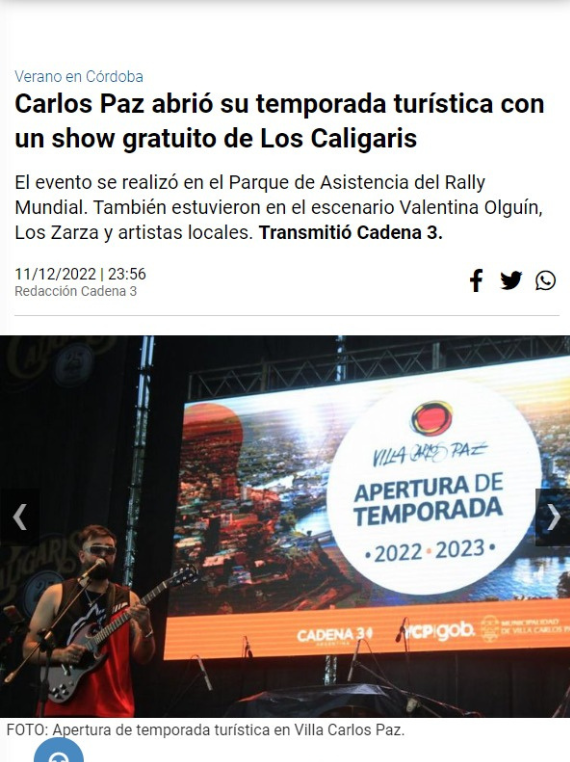 Verano en Córdoba
Carlos Paz abrió su temporada turística con
un show gratuito de Los Caligaris
El evento se realizó en el Parque de Asistencia del Rally
Mundial. También estuvieron en el escenario Valentina Olguín,
Los Zarza y artistas locales. Transmitió Cadena 3.
11/12/2022 | 23:56
Redacción Cadena 3
VILLA CARLOS PAZ
APERTURA DE
TEMPORADA
• 2022 • 2023 •
CADENA 3
ARGENTINA
VCP|gob.
MUNICIPALIDAD
DE VILLA CARLOS P
FOTO: Apertura de temporada turística en Villa Carlos Paz.